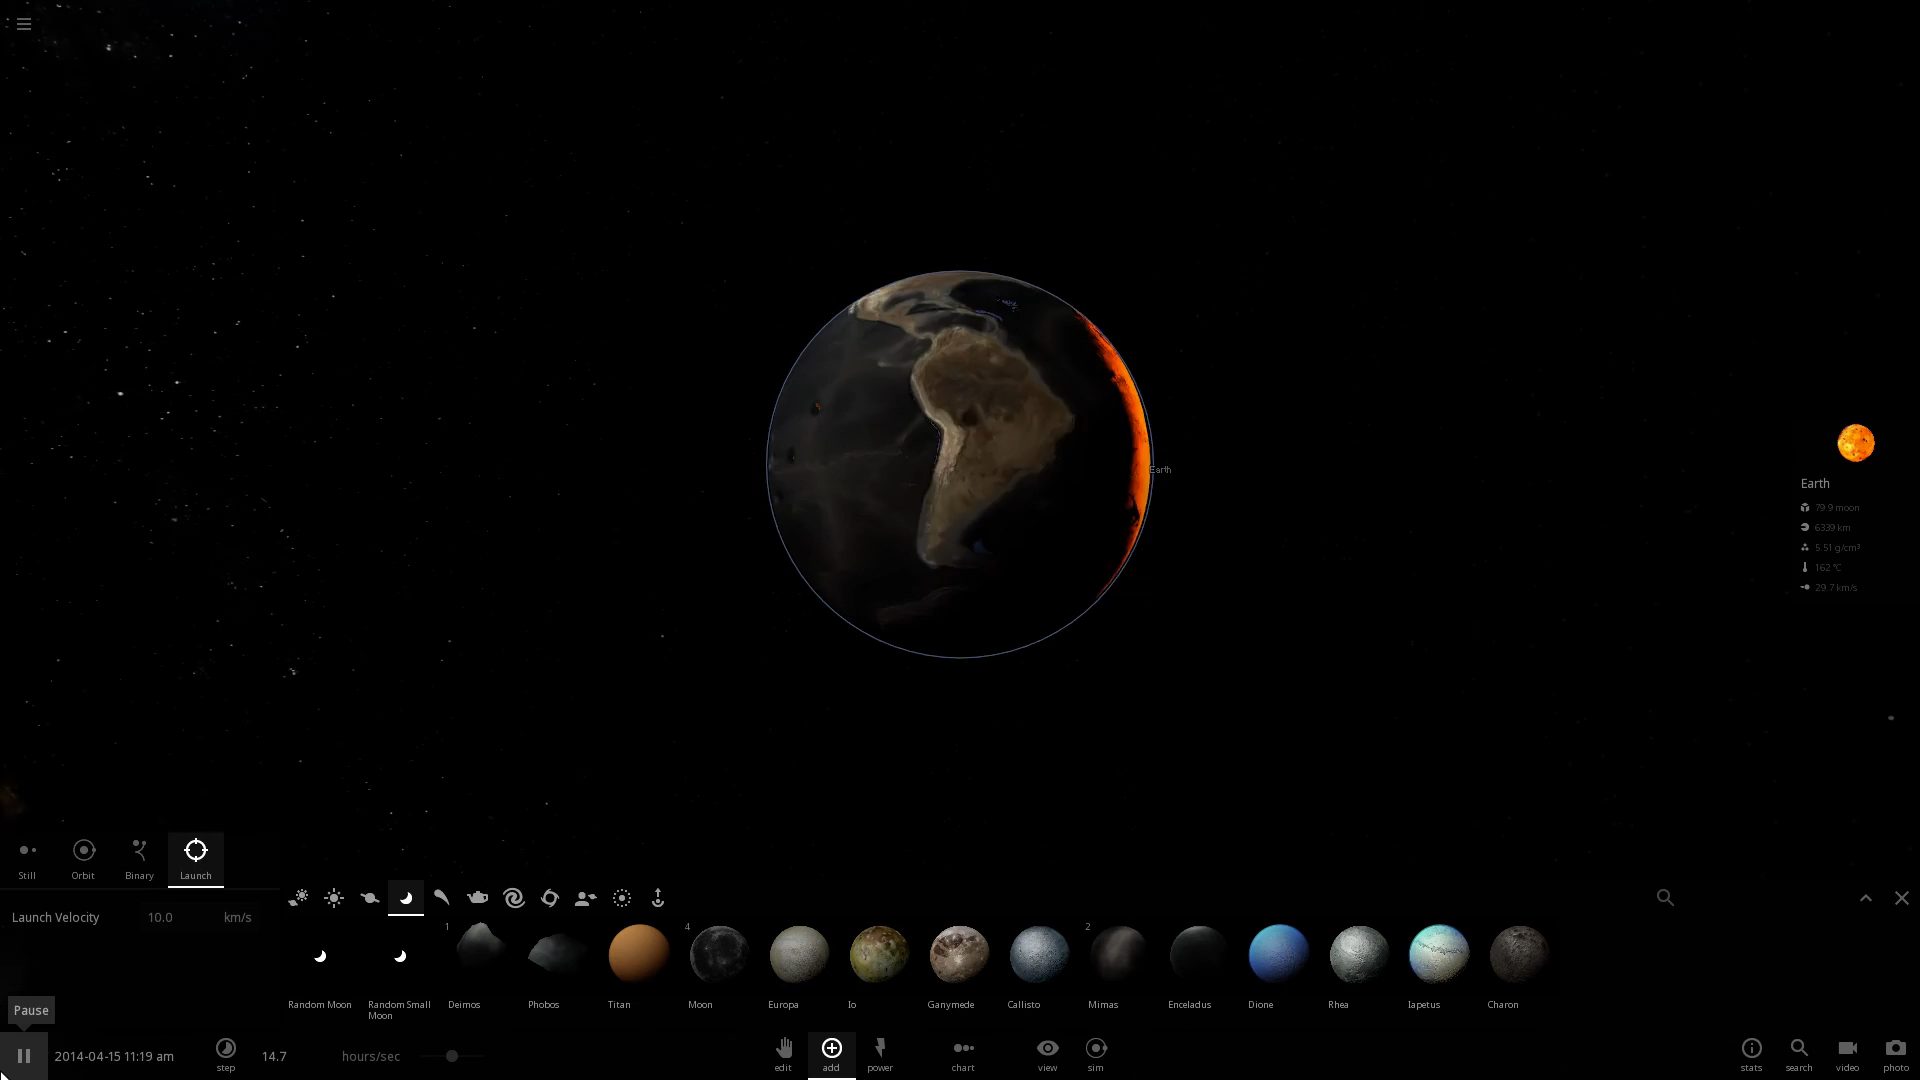 Earth
Earth
79.9 moon
6339 km
5.51 g/cm³
162 °C
29.7 km/s
Still
Orbit
Binary
Launch
Launch Velocity
10.0
km/s
1
4
2
Random Moon
Random Small
Moon
Deimos
Phobos
Titan
Moon
Europa
Io
Ganymede
Callisto
Mimas
Enceladus
Dione
Rhea
Iapetus
Charon
Pause
2014-04-15 11:19 am
step
14.7
hours/sec
edit
add
power
chart
view
sim
stats
search
video
photo